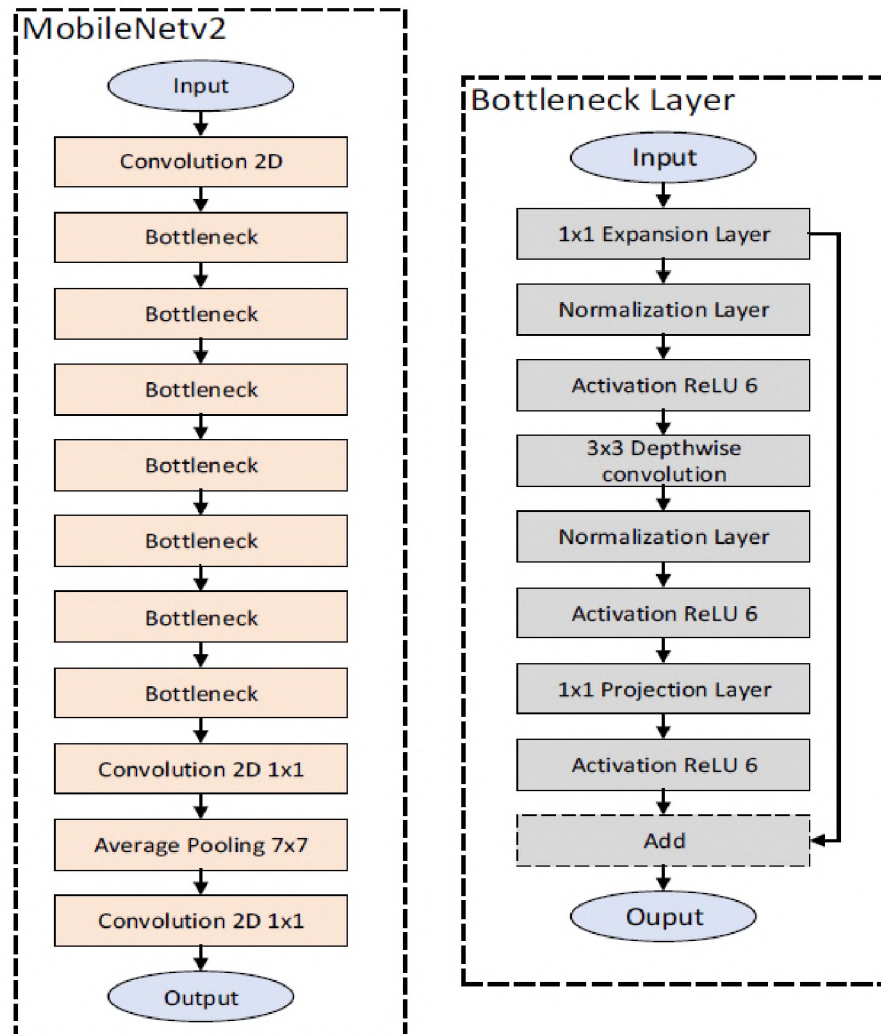 MobileNetv2
Input
Convolution 2D
Bottleneck
Bottleneck
Bottleneck
Bottleneck
Bottleneck
Bottleneck
Bottleneck
Convolution 2D 1x1
Average Pooling 7x7
Convolution 2D 1x1
Output
Bottleneck Layer
Input
1x1 Expansion Layer
Normalization Layer
Activation ReLU 6
3x3 Depthwise
convolution
Normalization Layer
Activation ReLU 6
1x1 Projection Layer
Activation ReLU 6
Add
Ouput